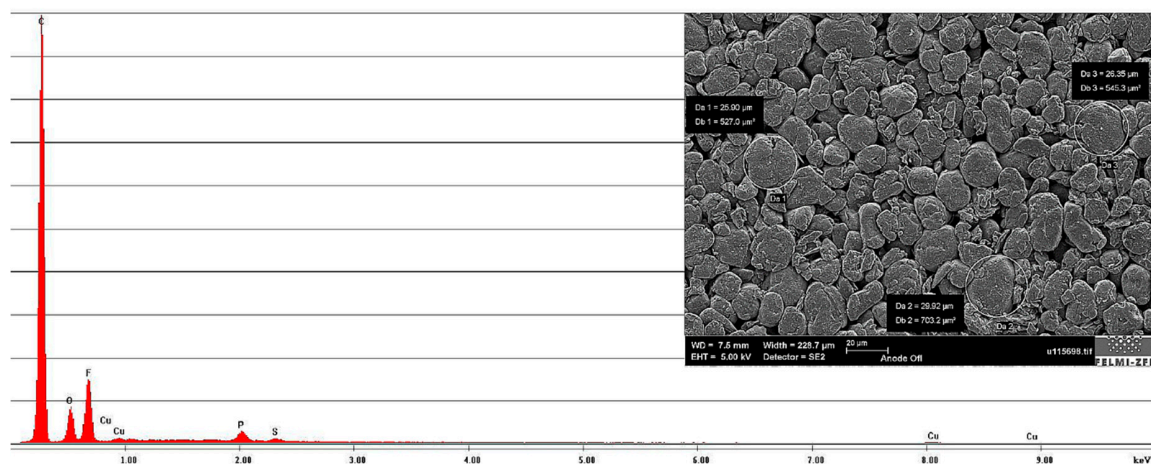 C
O
F
Cu
Cu
P
S
Cu
Cu
1.00 2.00 3.00 4.00 5.00 6.00 7.00 8.00 9.00 keV
Da 3 = 26.35 µm
Db 3 = 545.3 µm²
Da 1 = 25.90 µm
Db 1 = 527.0 µm²
Da 3
Da 1
Da 2 = 29.92 µm
Db 2 = 703.2 µm²
Da 2
WD = 7.5 mm Width = 228.7 µm 20 µm u115698.tif
EHT = 5.00 kV Detector = SE2 Anode Ofl